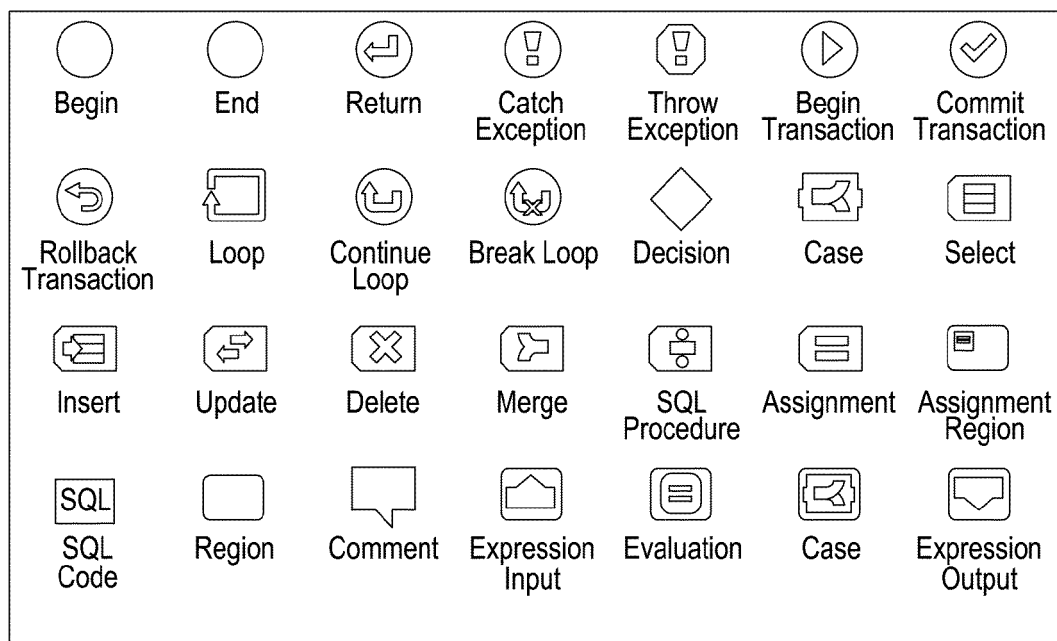 Begin
End
Return
Catch
Exception
Throw
Exception
Begin
Transaction
Commit
Transaction
Rollback
Transaction
Loop
Continue
Loop
Break Loop
Decision
Case
Select
Insert
Update
Delete
Merge
SQL
Procedure
Assignment
Assignment
Region
SQL
SQL
Code
Region
Comment
Expression
Input
Evaluation
Case
Expression
Output